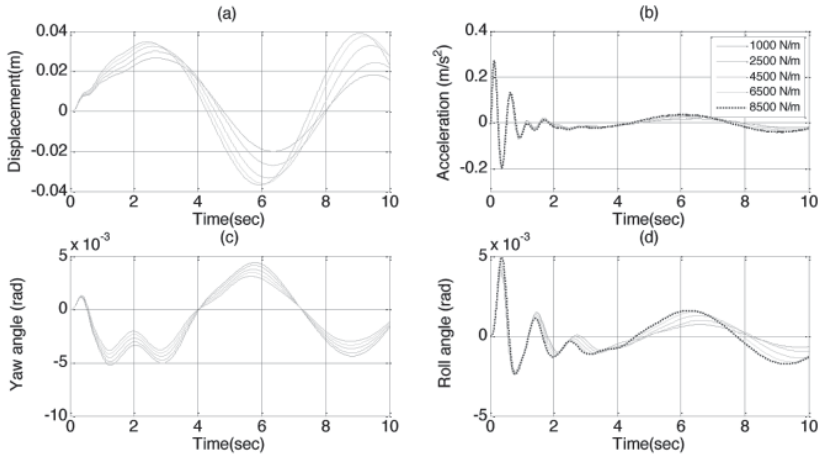 (a)
Displacement(m)
0.04
0.02
0
-0.02
-0.04
0 2 4 6 8 10
Time(sec)
(b)
Acceleration (m/s²)
0.4
0.2
0
-0.2
1000 N/m
2500 N/m
4500 N/m
6500 N/m
8500 N/m
0 2 4 6 8 10
Time(sec)
(c)
x 10⁻³
Yaw angle (rad)
5
0
-5
-10
0 2 4 6 8 10
Time(sec)
(d)
x 10⁻³
Roll angle (rad)
5
0
-5
0 2 4 6 8 10
Time(sec)